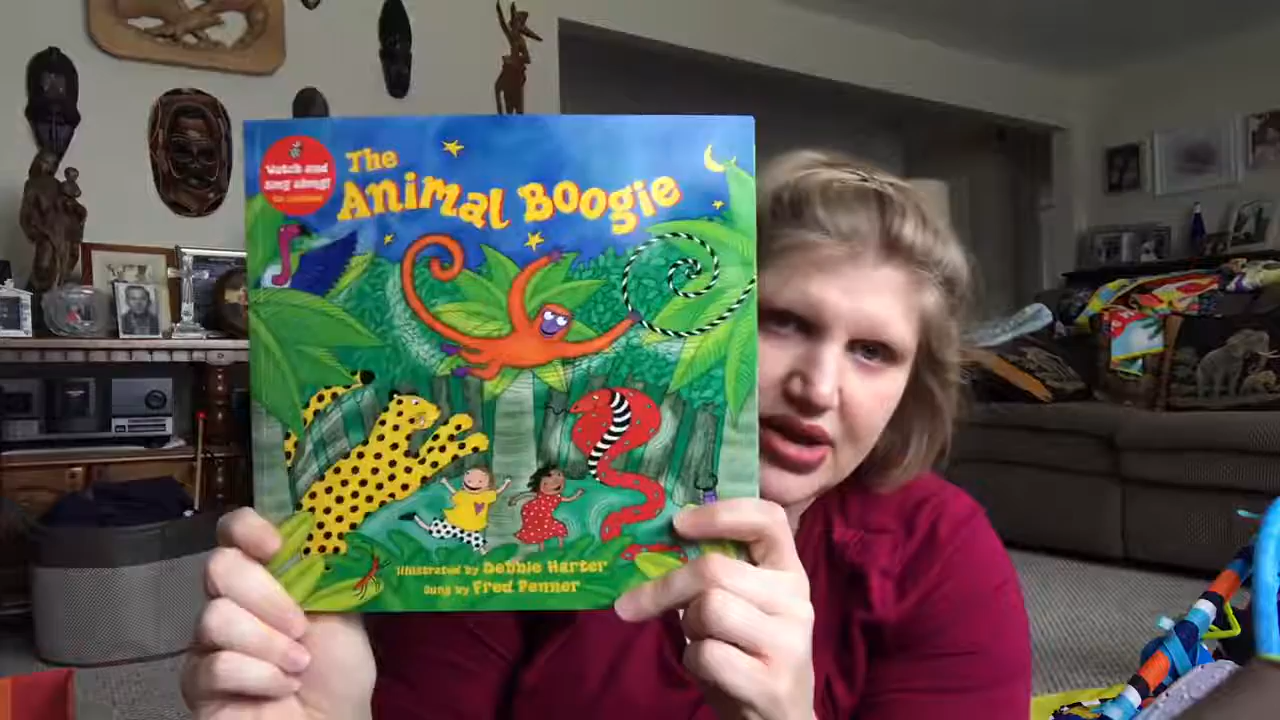 Watch and
sing along!
The
Animal Boogie
Illustrated by Debbie Harter
Sung by Fred Penner